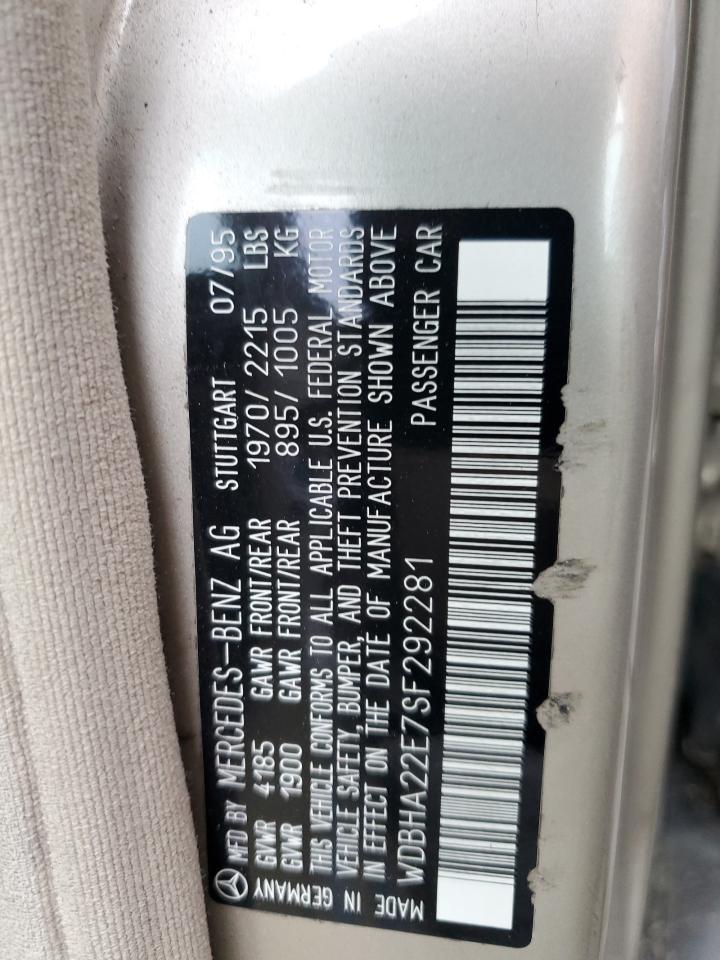 MFD BY MERCEDES-BENZ AG STUTTGART 07/95
GVWR 4185 GAWR FRONT/REAR 1970/2215 LBS
GVWR 1900 GAWR FRONT/REAR 895/1005 KG
THIS VEHICLE CONFORMS TO ALL APPLICABLE U.S. FEDERAL MOTOR
VEHICLE SAFETY, BUMPER, AND THEFT PREVENTION STANDARDS
IN EFFECT ON THE DATE OF MANUFACTURE SHOWN ABOVE
WDBHA22E7SF292281 PASSENGER CAR
MADE IN GERMANY